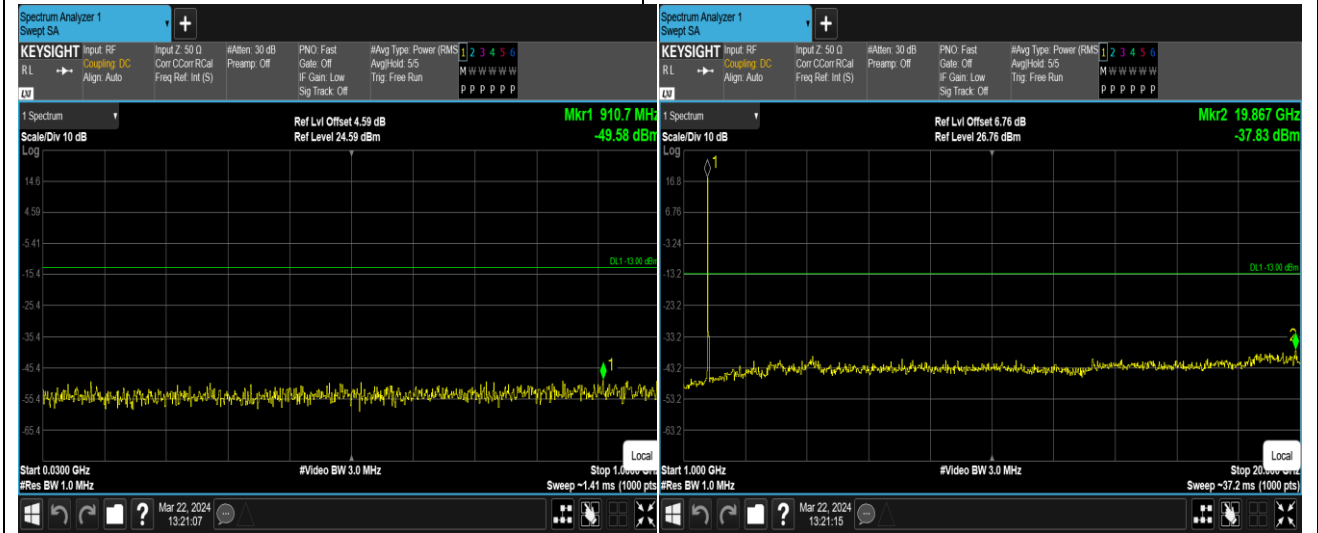 Spectrum Analyzer 1
Swept SA
+
KEYSIGHT
RL
LXI
Input: RF
Coupling: DC
Align: Auto
Input Z: 50 Ω
Corr CCorr RCal
Freq Ref: Int (S)
#Atten: 30 dB
Preamp: Off
PNO: Fast
Gate: Off
IF Gain: Low
Sig Track: Off
#Avg Type: Power (RMS
Avg|Hold: 5/5
Trig: Free Run
1 2 3 4 5 6
M W W W W W
P P P P P P
1 Spectrum
Scale/Div 10 dB
Log
Ref Lvl Offset 4.59 dB
Ref Level 24.59 dBm
Mkr1 910.7 MHz
-49.58 dBm
14.6
4.59
-5.41
-15.4
-25.4
-35.4
-45.4
-55.4
-65.4
DL1 -13.00 dBm
1
Local
Start 0.0300 GHz
#Res BW 1.0 MHz
#Video BW 3.0 MHz
Sweep ~1.41 ms (1000 pts)
?
Mar 22, 2024
13:21:07
Spectrum Analyzer 1
Swept SA
+
KEYSIGHT
RL
LXI
Input: RF
Coupling: DC
Align: Auto
Input Z: 50 Ω
Corr CCorr RCal
Freq Ref: Int (S)
#Atten: 30 dB
Preamp: Off
PNO: Fast
Gate: Off
IF Gain: Low
Sig Track: Off
#Avg Type: Power (RMS
Avg|Hold: 5/5
Trig: Free Run
1 2 3 4 5 6
M W W W W W
P P P P P P
1 Spectrum
Scale/Div 10 dB
Log
Ref Lvl Offset 6.76 dB
Ref Level 26.76 dBm
Mkr2 19.867 GHz
-37.83 dBm
16.8
6.76
-3.24
-13.2
-23.2
-33.2
-43.2
-53.2
-63.2
DL1 -13.00 dBm
1
2
Local
Start 1.000 GHz
#Res BW 1.0 MHz
#Video BW 3.0 MHz
Sweep ~37.2 ms (1000 pts)
?
Mar 22, 2024
13:21:15